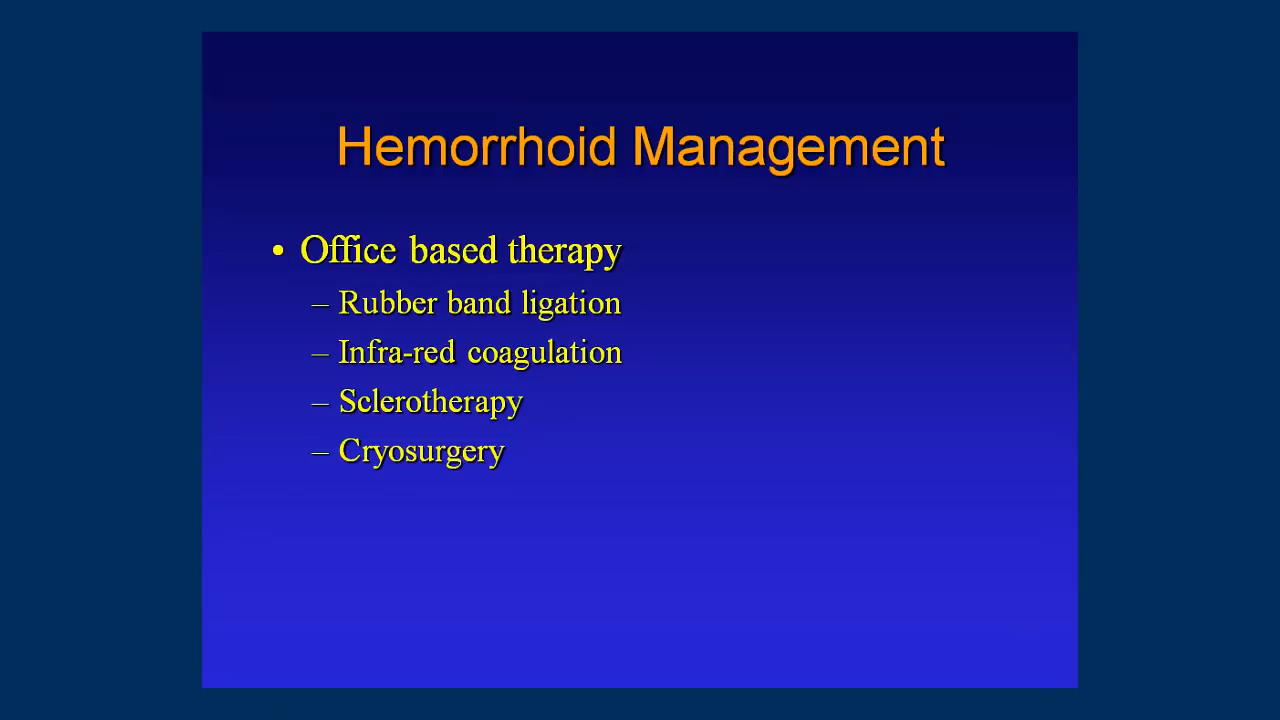 Hemorrhoid Management
• Office based therapy
– Rubber band ligation
– Infra-red coagulation
– Sclerotherapy
– Cryosurgery